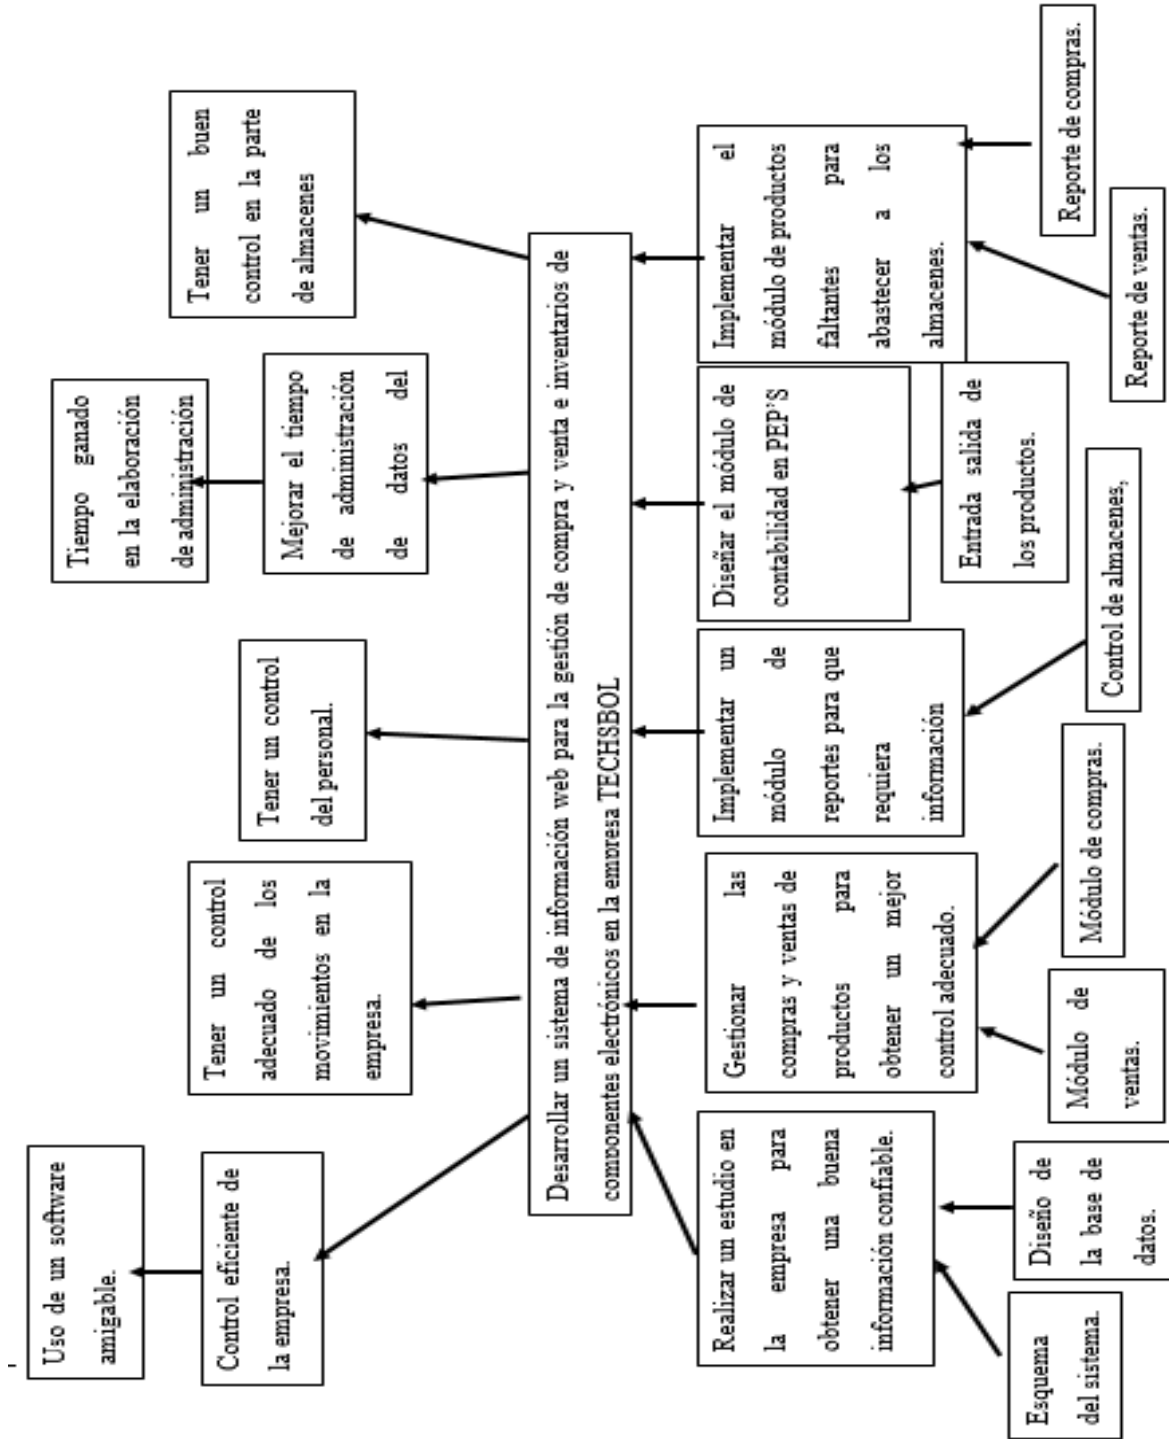 Uso de un software
amigable.
Control eficiente de
la empresa.
Tener un control
adecuado de los
movimientos en la
empresa.
Tener un control
del personal.
Tiempo ganado
en la elaboración
de administración
Mejorar el tiempo
de administración
de datos del
Tener un buen
control en la parte
de almacenes
Desarrollar un sistema de información web para la gestión de compra y venta e inventarios de
componentes electrónicos en la empresa TECHSBOL
Realizar un estudio en
la empresa para
obtener una buena
información confiable.
Gestionar las
compras y ventas de
productos para
obtener un mejor
control adecuado.
Implementar un
módulo de
reportes para que
requiera
información
Diseñar el módulo de
contabilidad en PEP'S
Implementar el
módulo de productos
faltantes para
abastecer a los
almacenes.
Esquema
del sistema.
Diseño de
la base de
datos.
Módulo de
ventas.
Módulo de compras.
Control de almacenes,
Entrada salida de
los productos.
Reporte de ventas.
Reporte de compras.